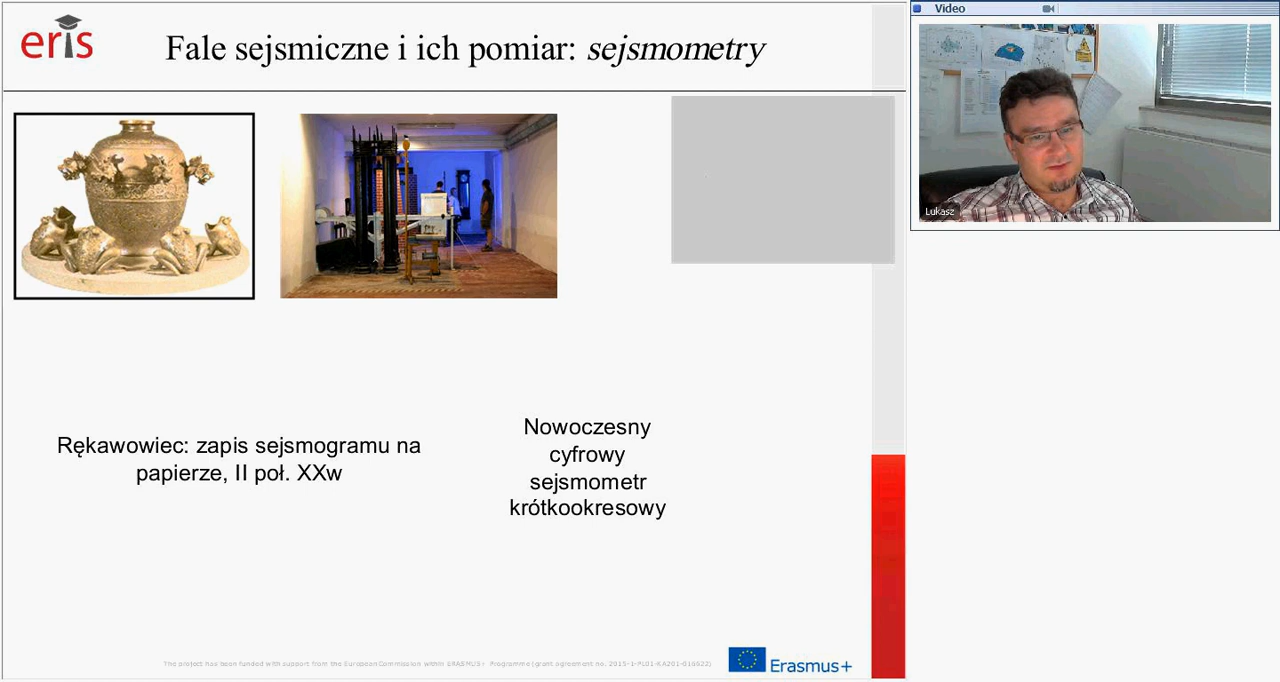 eris
Fale sejsmiczne i ich pomiar: sejsmometry
Rękawowiec: zapis sejsmogramu na
papierze, II poł. XXw
Nowoczesny
cyfrowy
sejsmometr
krótkookresowy
The project has been funded with support from the European Commission within ERASMUS+ Programme (grant agreement no. 2015-1-PL01-KA201-016622)
Erasmus+
Video
Lukasz